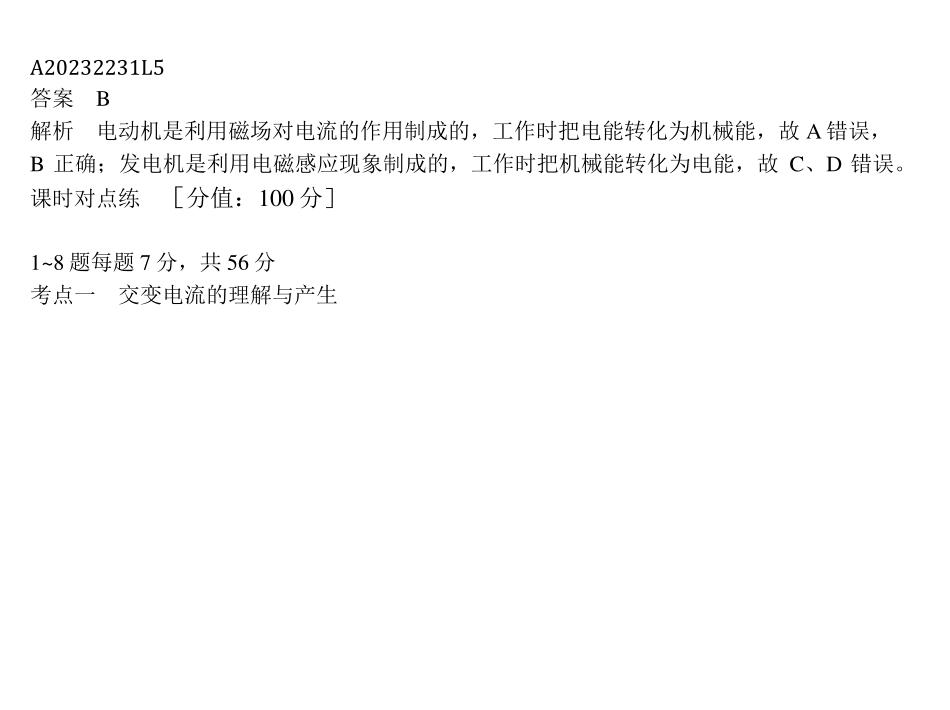 A20232231L5
答案　B
解析　电动机是利用磁场对电流的作用制成的，工作时把电能转化为机械能，故 A 错误，
B 正确；发电机是利用电磁感应现象制成的，工作时把机械能转化为电能，故 C、D 错误。
课时对点练　［分值：100 分］
1~8 题每题 7 分，共 56 分
考点一　交变电流的理解与产生